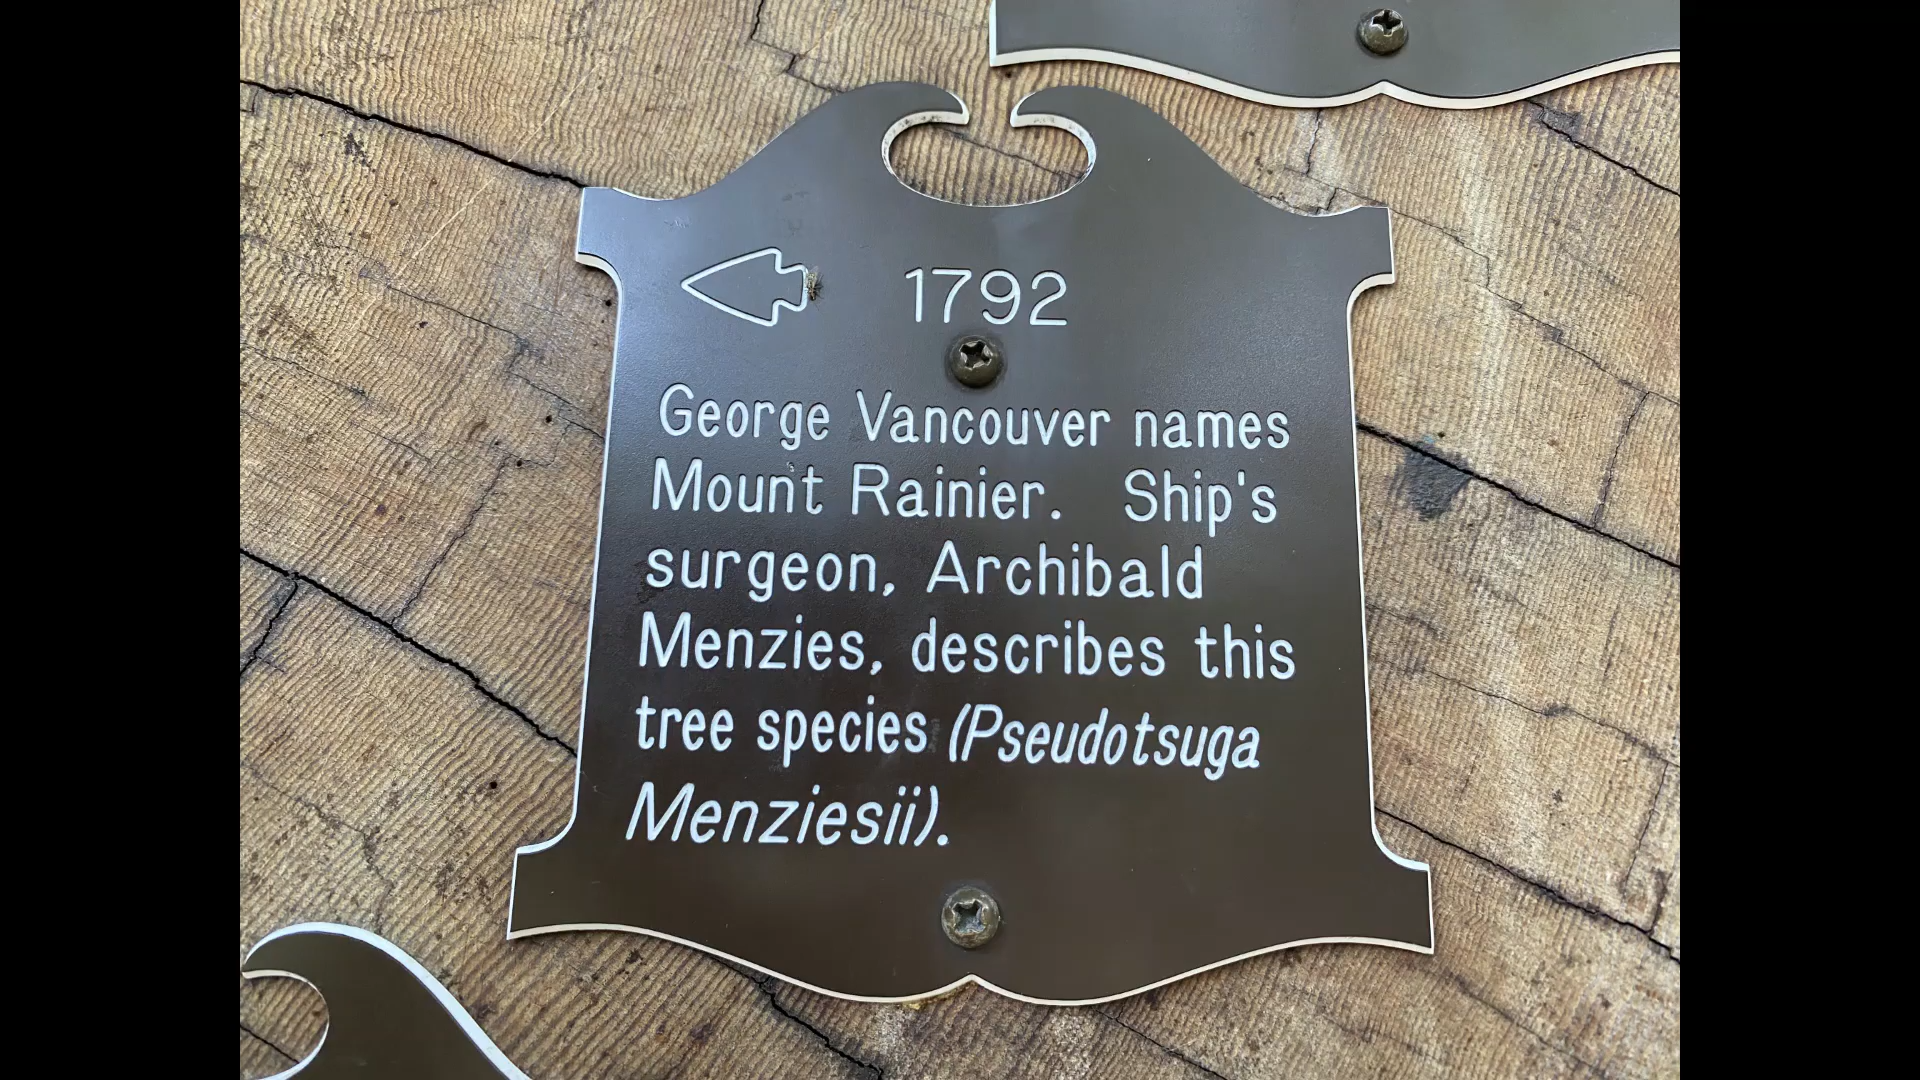 1792
George Vancouver names
Mount Rainier. Ship's
surgeon, Archibald
Menzies, describes this
tree species (Pseudotsuga
Menziesii).